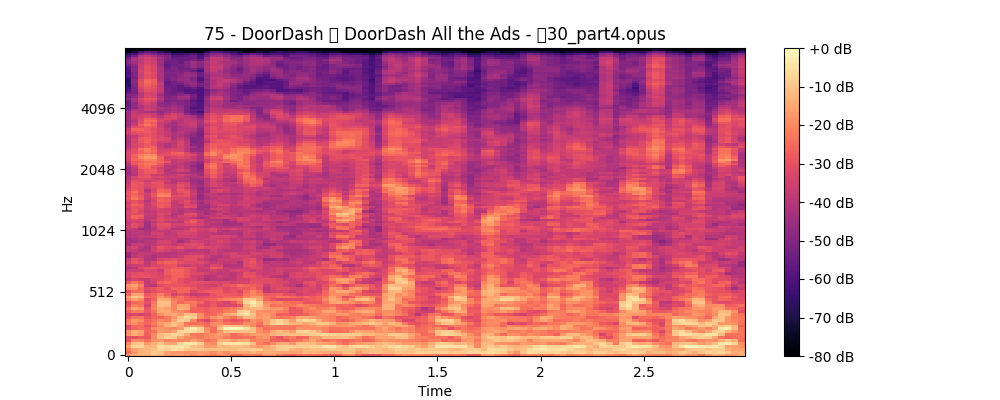 75 - DoorDash DoorDash All the Ads - 30_part4.opus
+0 dB
4096
-10 dB
-20 dB
2048
-30 dB
Hz
1024
-40 dB
-50 dB
512
-60 dB
-70 dB
0
-80 dB
0 0.5 1 1.5 2 2.5
Time